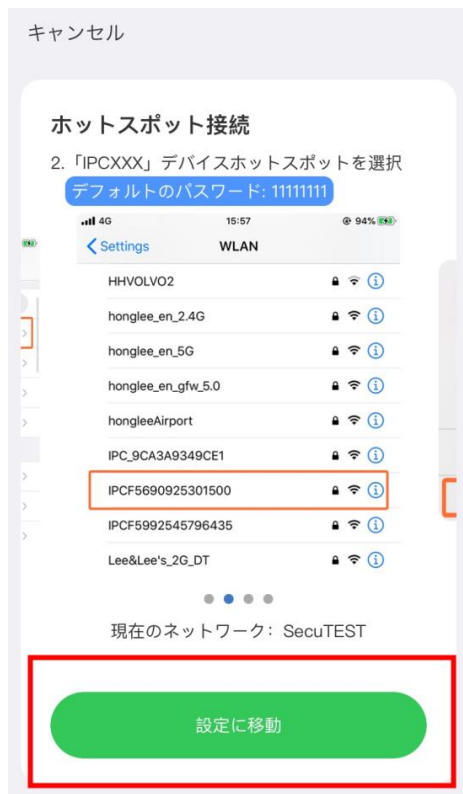 キャンセル
ホットスポット接続
2.「IPCXXX」デバイスホットスポットを選択
デフォルトのパスワード: 11111111
4G 15:57 94%
Settings WLAN
HHVOLVO2
honglee_en_2.4G
honglee_en_5G
honglee_en_gfw_5.0
hongleeAirport
IPC_9CA3A9349CE1
IPCF5690925301500
IPCF5992545796435
Lee&Lee's_2G_DT
現在のネットワーク: SecuTEST
設定に移動